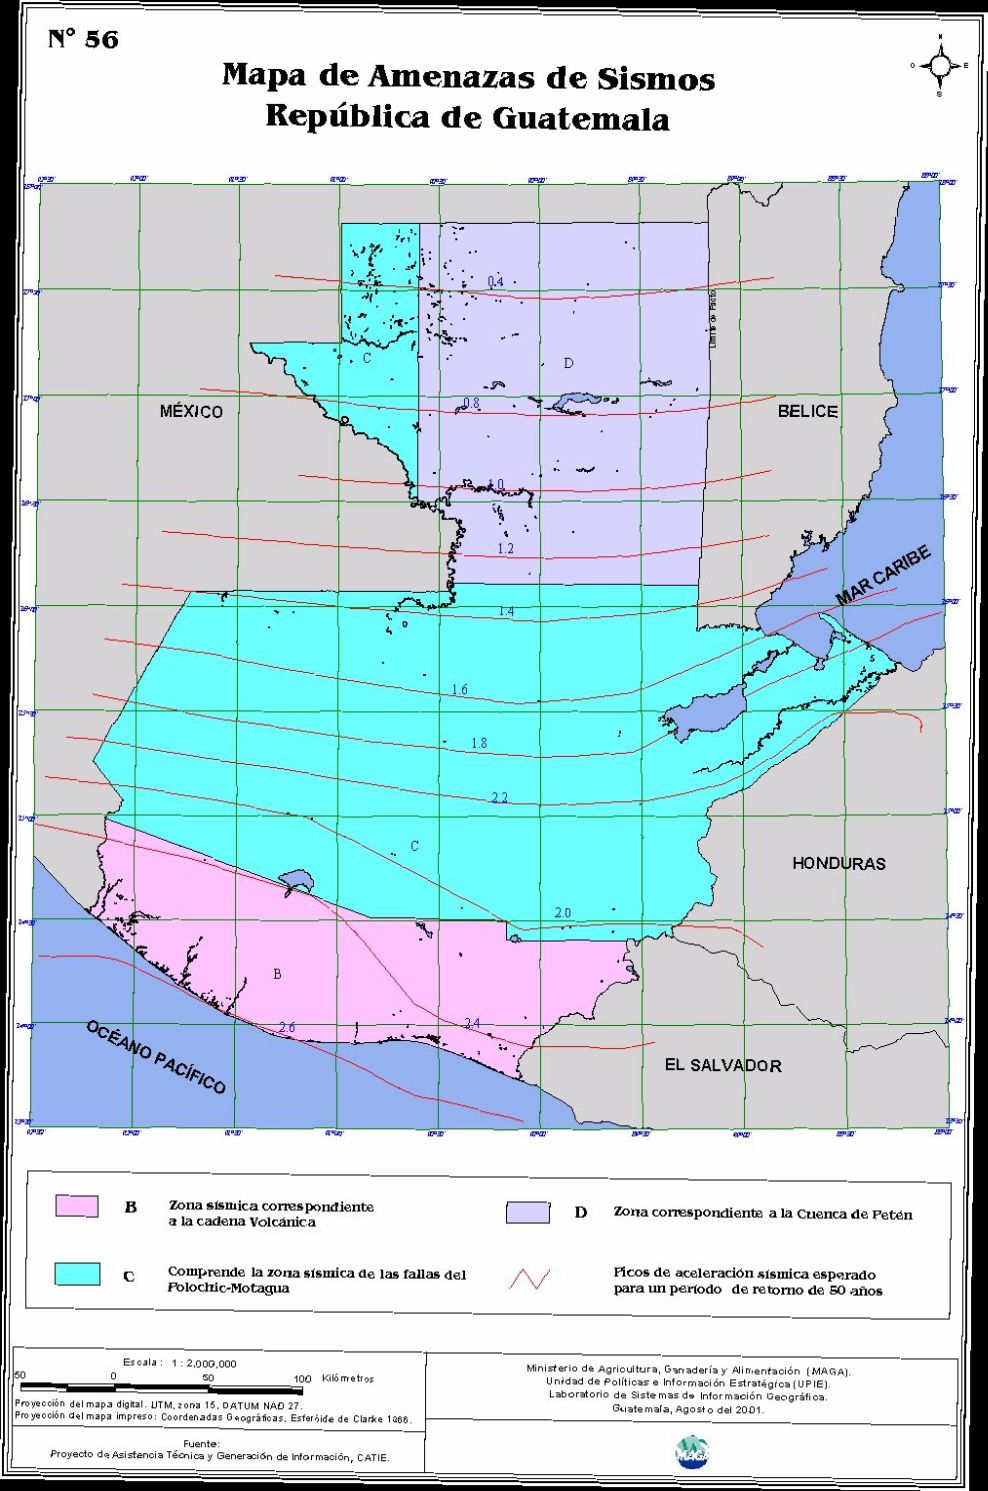 N° 56
Mapa de Amenazas de Sismos
República de Guatemala
N
O
E
S
0.4
Límite de Facto
C
D
MÉXICO
0.8
BELICE
1.0
1.2
MAR CARIBE
1.4
1.6
1.8
2.2
C
HONDURAS
2.0
B
2.6
2.4
OCÉANO PACÍFICO
EL SALVADOR
B
Zona sísmica correspondiente
a la cadena Volcánica
D
Zona correspondiente a la Cuenca de Petén
C
Comprende la zona sísmica de las fallas del
Polochic-Motagua
Picos de aceleración sísmica esperado
para un período de retorno de 50 años
Escala: 1:2,000,000
50
0
50
100 Kilómetros
Proyección del mapa digital: UTM, zona 15, DATUM NAD 27.
Proyección del mapa impreso: Coordenadas Geográficas, Esferóide de Clarke 1866.
Fuente:
Proyecto de Asistencia Técnica y Generación de Información, CATIE.
Ministerio de Agricultura, Ganadería y Alimentación (MAGA).
Unidad de Políticas e Información Estratégica (UPIE).
Laboratorio de Sistemas de Información Geográfica.
Guatemala, Agosto del 2001.
MAGA